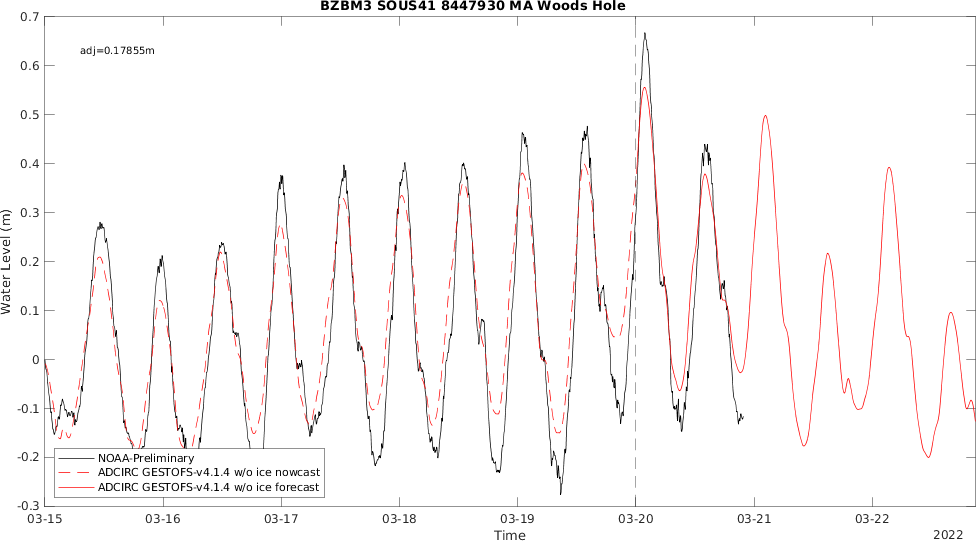 BZBM3 SOUS41 8447930 MA Woods Hole
adj=0.17855m
0.7
0.6
0.5
0.4
0.3
0.2
0.1
0
-0.1
-0.2
-0.3
Water Level (m)
NOAA-Preliminary
ADCIRC GESTOFS-v4.1.4 w/o ice nowcast
ADCIRC GESTOFS-v4.1.4 w/o ice forecast
03-15 03-16 03-17 03-18 03-19 03-20 03-21 03-22
Time
2022